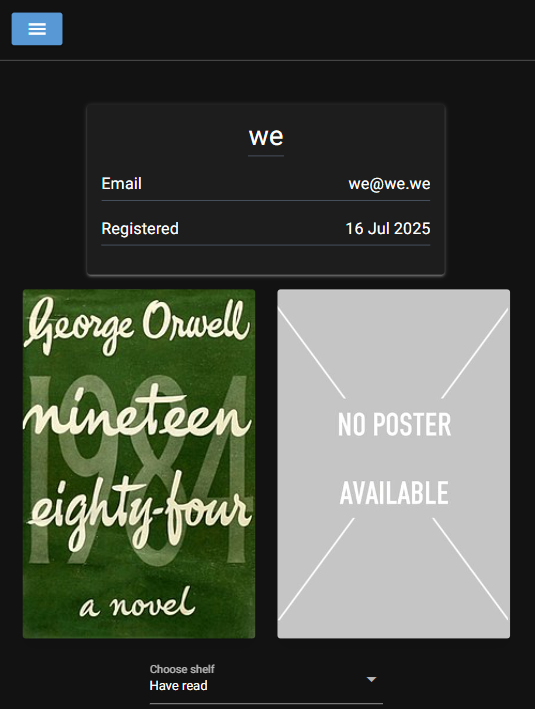 we
Email we@we.we
Registered 16 Jul 2025
George Orwell
1984
nineteen
eighty-four
a novel
NO POSTER
AVAILABLE
Choose shelf
Have read